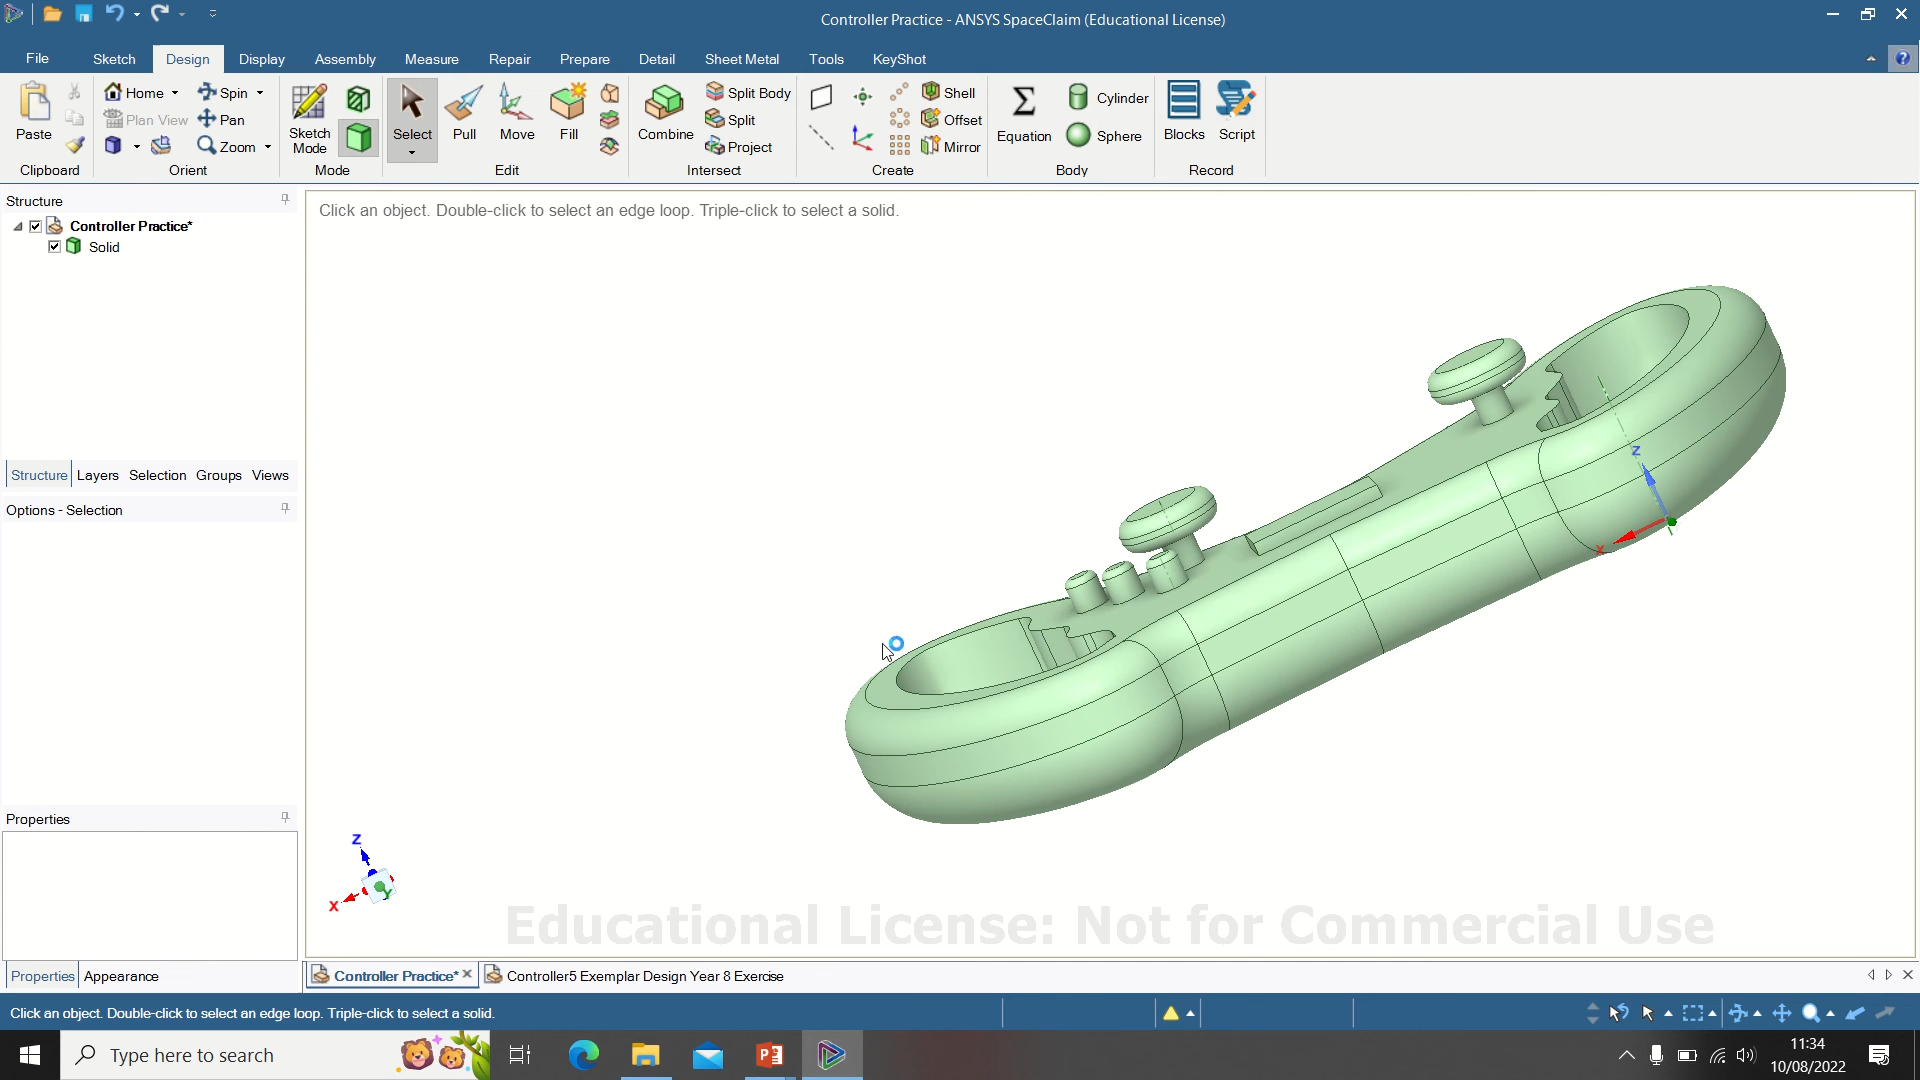 Controller Practice - ANSYS SpaceClaim (Educational License)
File Sketch Design Display Assembly Measure Repair Prepare Detail Sheet Metal Tools KeyShot
Home Spin Shell Split Body
Paste Plan View Pan Sketch Mode Select Pull Move Fill Combine Split Offset Equation Cylinder Blocks Script
Zoom Project Mirror Sphere
Clipboard Orient Mode Edit Intersect Create Body Record
Structure
Controller Practice*
Solid
Click an object. Double-click to select an edge loop. Triple-click to select a solid.
Structure Layers Selection Groups Views
Options - Selection
Z
X
Properties
Z
Y
X
Educational License: Not for Commercial Use
Properties Appearance
Controller Practice* Controller5 Exemplar Design Year 8 Exercise
Click an object. Double-click to select an edge loop. Triple-click to select a solid.
Type here to search
11:34
10/08/2022